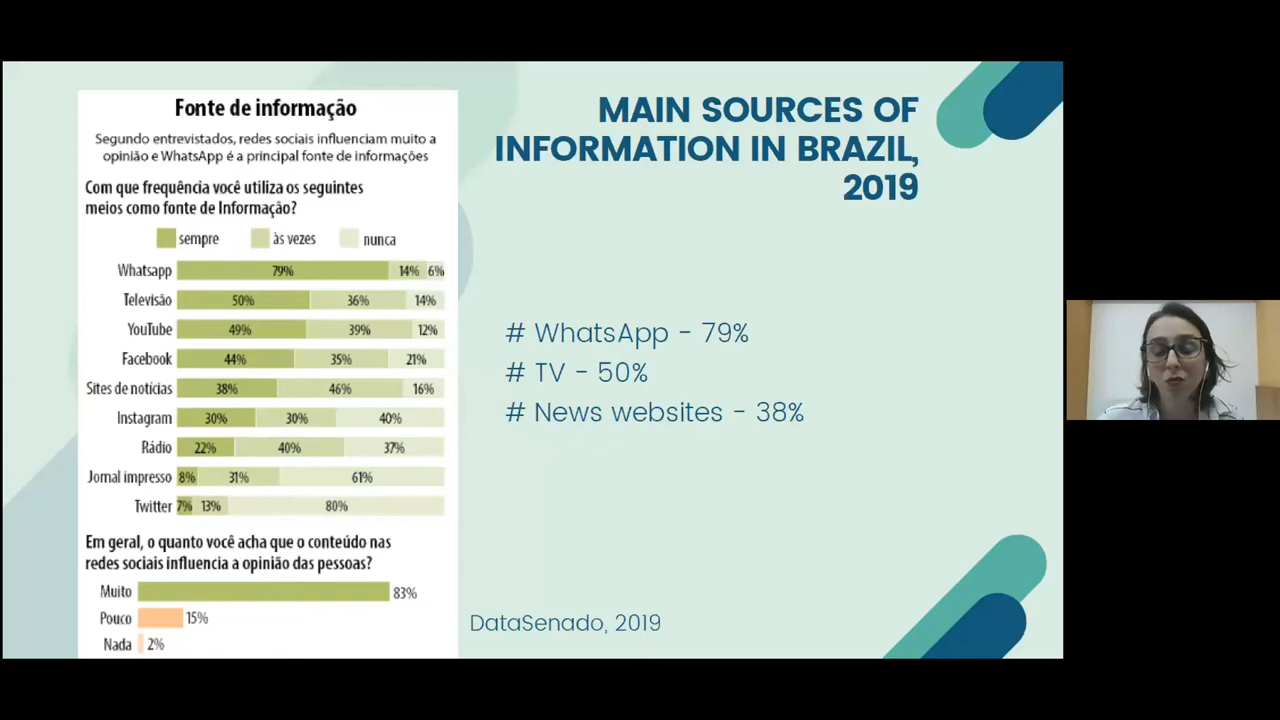 Fonte de informação
Segundo entrevistados, redes sociais influenciam muito a
opinião e WhatsApp é a principal fonte de informações
Com que frequência você utiliza os seguintes
meios como fonte de Informação?
sempre às vezes nunca
Whatsapp 79% 14% 6%
Televisão 50% 36% 14%
YouTube 49% 39% 12%
Facebook 44% 35% 21%
Sites de notícias 38% 46% 16%
Instagram 30% 30% 40%
Rádio 22% 40% 37%
Jornal impresso 8% 31% 61%
Twitter 7% 13% 80%
Em geral, o quanto você acha que o conteúdo nas
redes sociais influencia a opinião das pessoas?
Muito 83%
Pouco 15%
Nada 2%
MAIN SOURCES OF
INFORMATION IN BRAZIL,
2019
# WhatsApp - 79%
# TV - 50%
# News websites - 38%
DataSenado, 2019